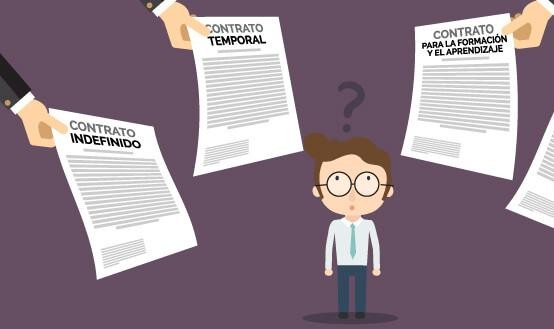 CONTRATO
INDEFINIDO
CONTRATO
TEMPORAL
?
CONTRATO
PARA LA FORMACIÓN
Y EL APRENDIZAJE